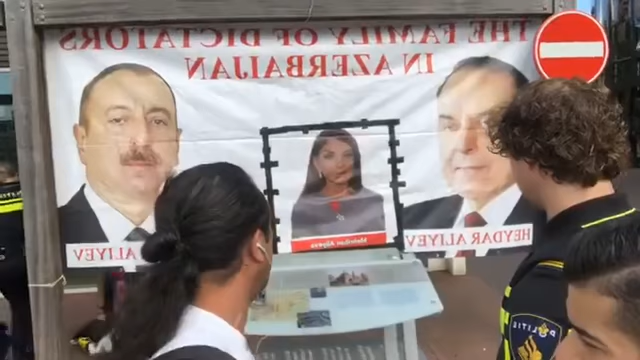 THE FAMILY OF DICTATORS
IN AZERBAIJAN
HEYDAR ALIYEV
ALIYEV
POLITIE